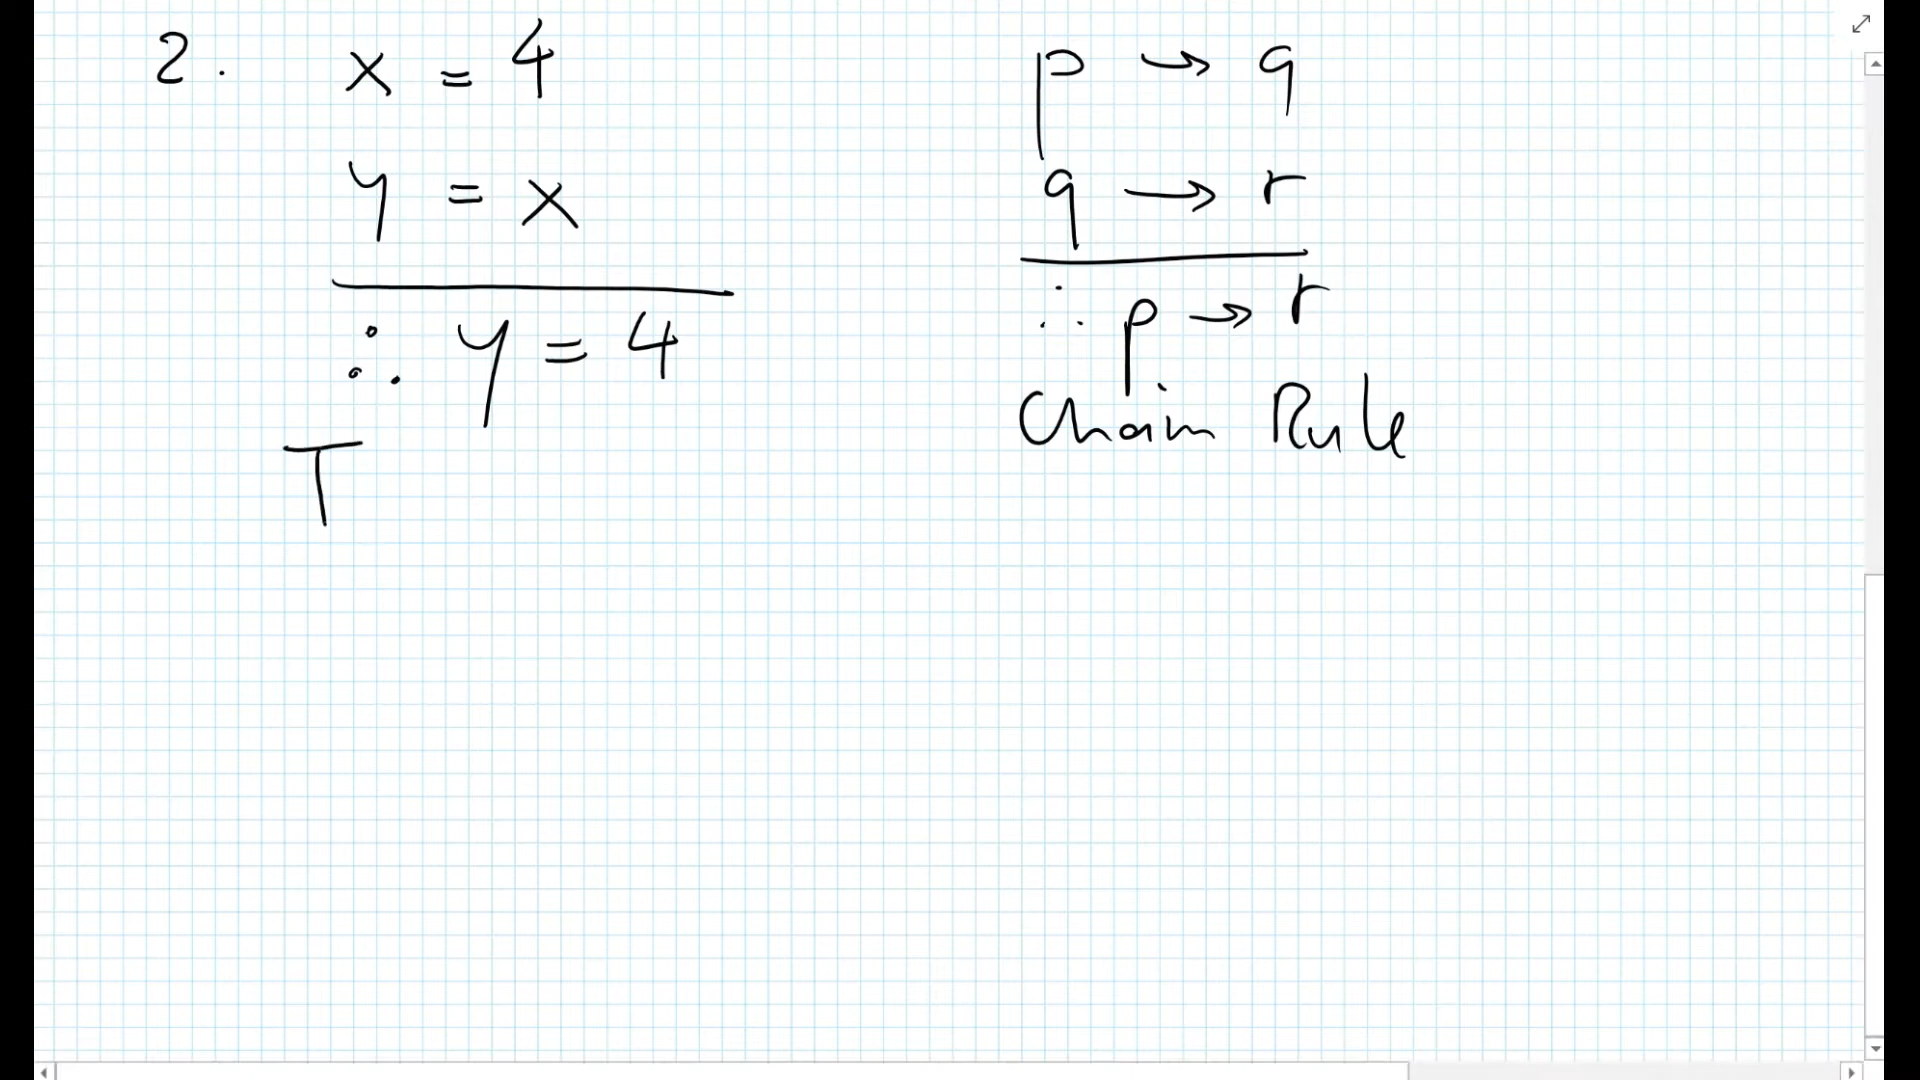 2. x = 4
y = x
∴ y = 4
T
p → q
q → r
∴ p → r
Chain Rule